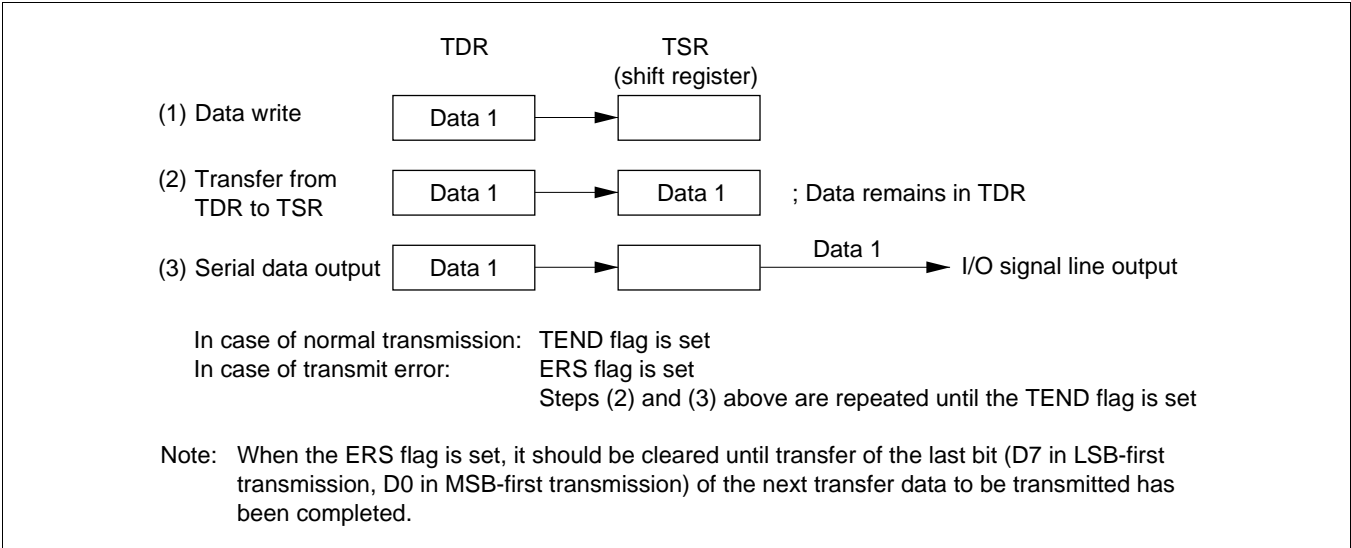 TDR TSR
(shift register)
(1) Data write Data 1
(2) Transfer from
TDR to TSR Data 1 Data 1 ; Data remains in TDR
(3) Serial data output Data 1 Data 1 I/O signal line output
In case of normal transmission: TEND flag is set
In case of transmit error: ERS flag is set
Steps (2) and (3) above are repeated until the TEND flag is set
Note: When the ERS flag is set, it should be cleared until transfer of the last bit (D7 in LSB-first
transmission, D0 in MSB-first transmission) of the next transfer data to be transmitted has
been completed.